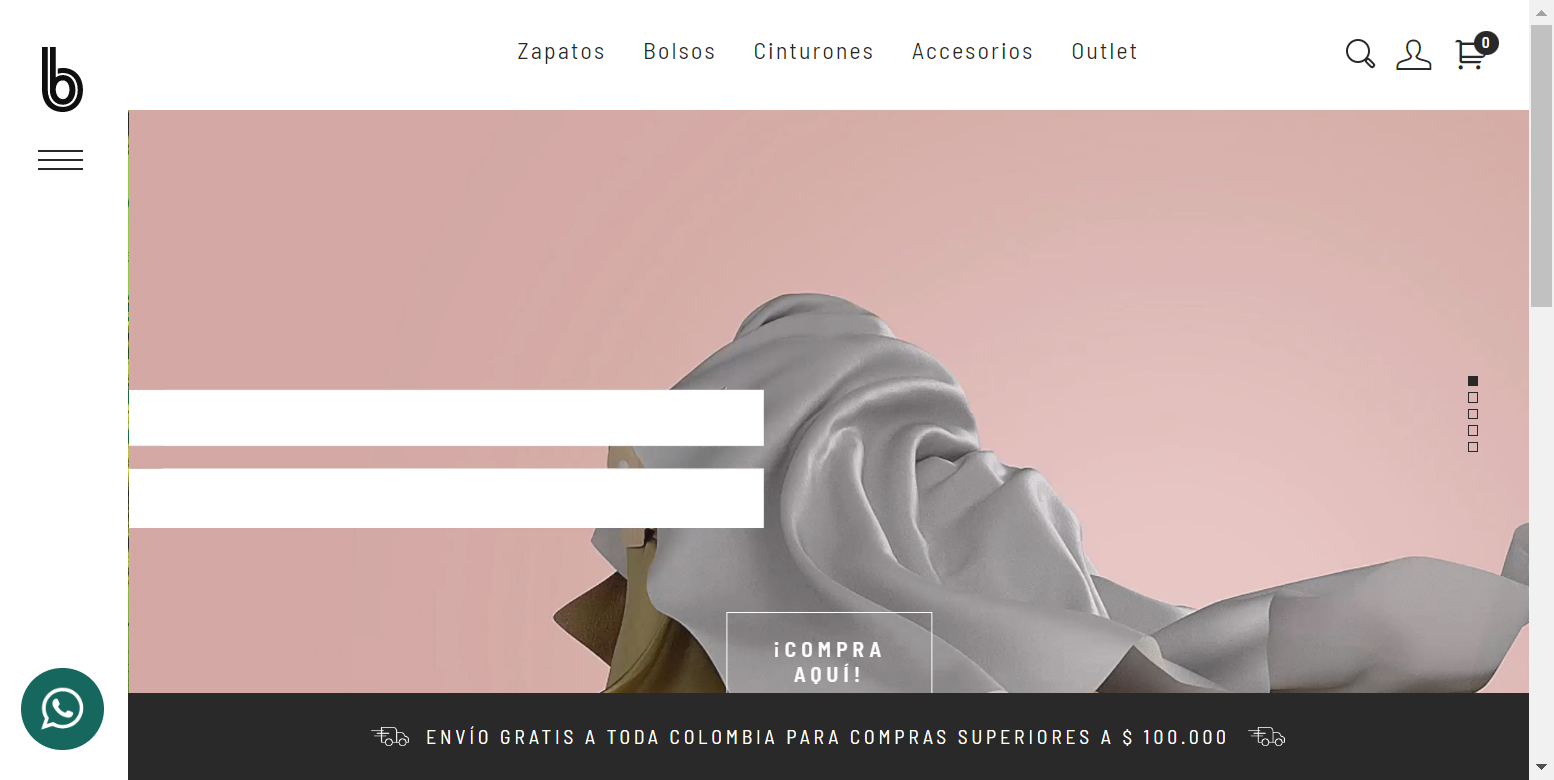 b
Zapatos Bolsos Cinturones Accesorios Outlet
0
¡COMPRA
AQUÍ!
ENVÍO GRATIS A TODA COLOMBIA PARA COMPRAS SUPERIORES A $ 100.000